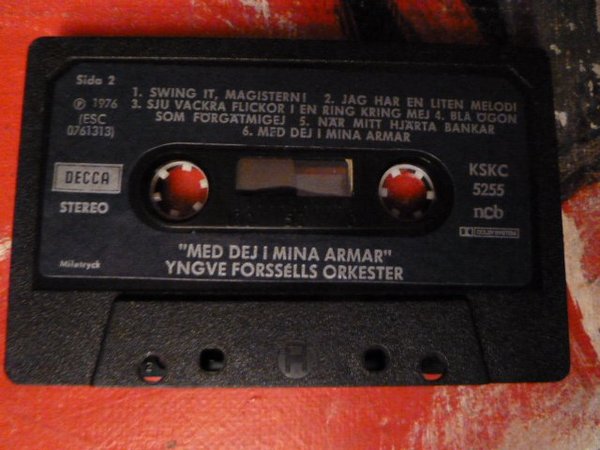 Sida 2
1. SWING IT, MAGISTERN! 2. JAG HAR EN LITEN MELODI
3. SJU VACKRA FLICKOR I EN RING KRING MEJ 4. BLA ÖGON
SOM FÖRGÄTMIGEJ 5. NÄR MITT HJÄRTA BANKAR
6. MED DEJ I MINA ARMAR
Ⓟ 1976
(ESC
0761313)
DECCA
STEREO
KSKC
5255
ncb
DOLBY SYSTEM
"MED DEJ I MINA ARMAR"
YNGVE FORSSÉLLS ORKESTER
Miletryck